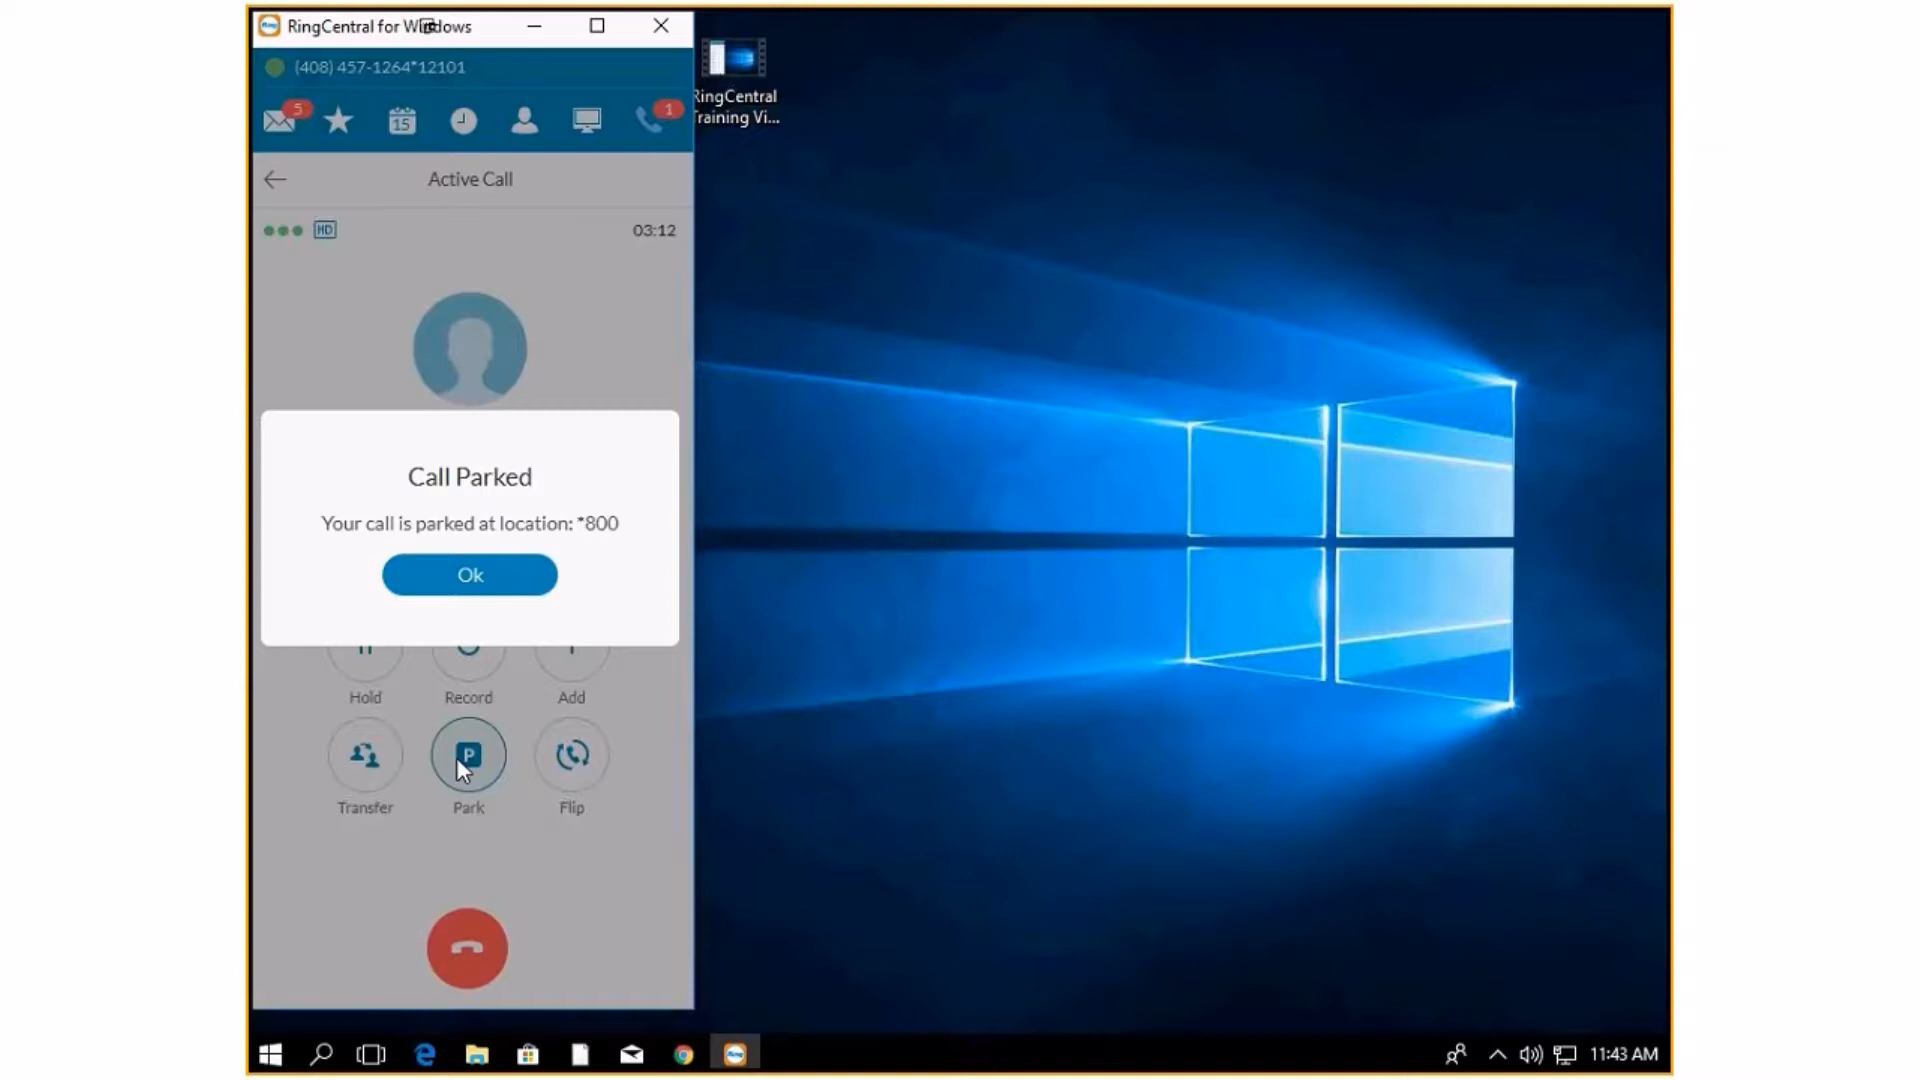 RingCentral for Windows
(408) 457-1264*12101
5
15
1
Active Call
HD
03:12
Call Parked
Your call is parked at location: *800
Ok
Hold
Record
Add
P
Transfer
Park
Flip
RingCentral
Training Vi...
11:43 AM